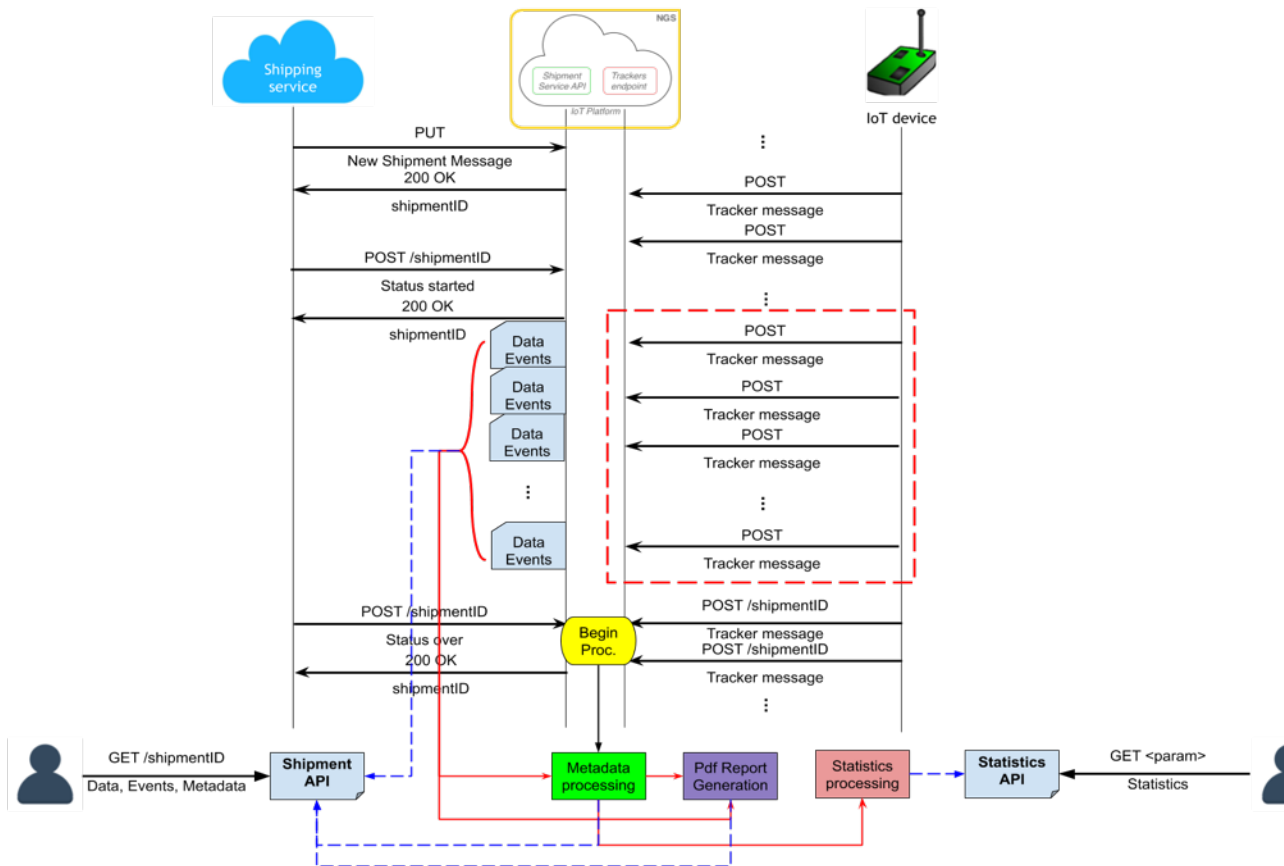 NGS
Shipping
service
Shipment
Service API
Trackers
endpoint
IoT Platform
IoT device
PUT
New Shipment Message
200 OK
shipmentID
POST /shipmentID
Status started
200 OK
shipmentID
Data
Events
Data
Events
Data
Events
...
Data
Events
POST /shipmentID
Status over
200 OK
shipmentID
...
POST
Tracker message
POST
Tracker message
...
POST
Tracker message
POST
Tracker message
POST
Tracker message
...
POST
Tracker message
POST /shipmentID
Tracker message
POST /shipmentID
Tracker message
...
Begin
Proc.
GET /shipmentID
Data, Events, Metadata
Shipment
API
Metadata
processing
Pdf Report
Generation
Statistics
processing
Statistics
API
GET <param>
Statistics